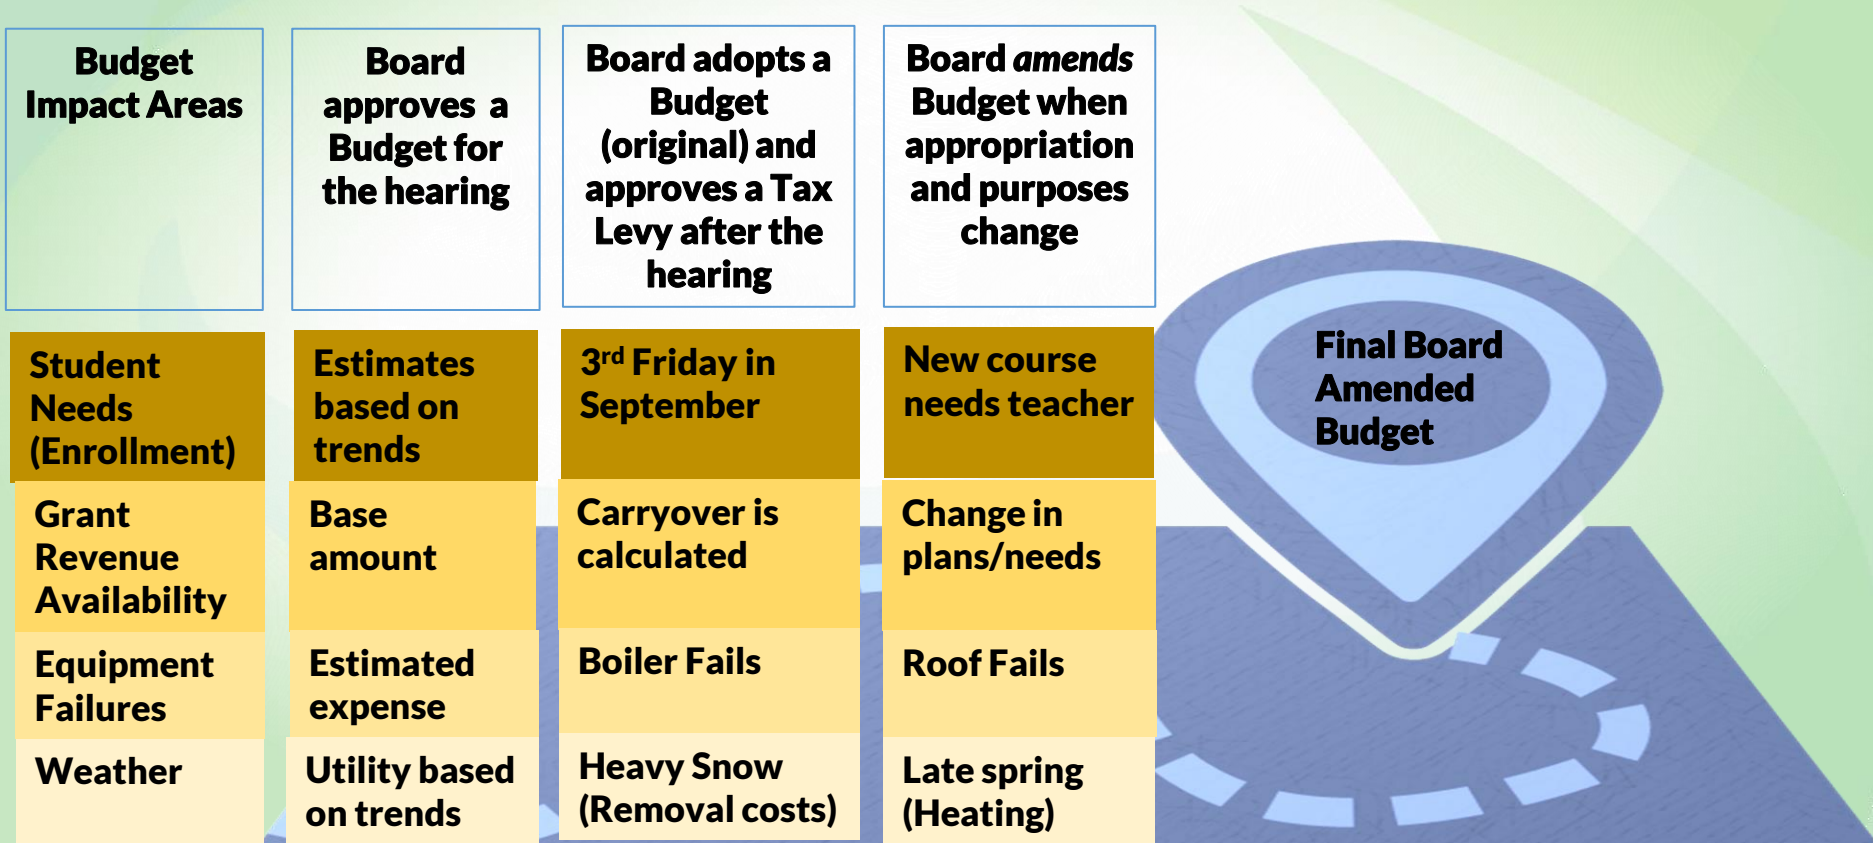 Budget
Impact Areas
Board
approves a
Budget for
the hearing
Board adopts a
Budget
(original) and
approves a Tax
Levy after the
hearing
Board amends
Budget when
appropriation
and purposes
change
Student
Needs
(Enrollment)
Estimates
based on
trends
3rd Friday in
September
New course
needs teacher
Final Board
Amended
Budget
Grant
Revenue
Availability
Base
amount
Carryover is
calculated
Change in
plans/needs
Equipment
Failures
Estimated
expense
Boiler Fails
Roof Fails
Weather
Utility based
on trends
Heavy Snow
(Removal costs)
Late spring
(Heating)